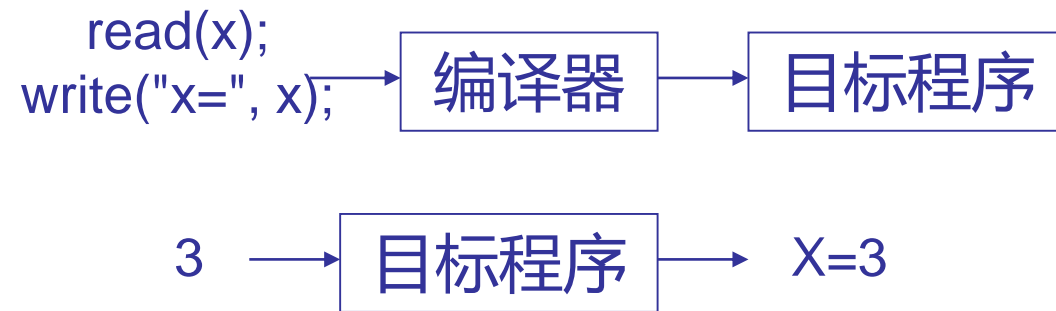 read(x);
write("x=", x);
编译器
目标程序
3
目标程序
X=3